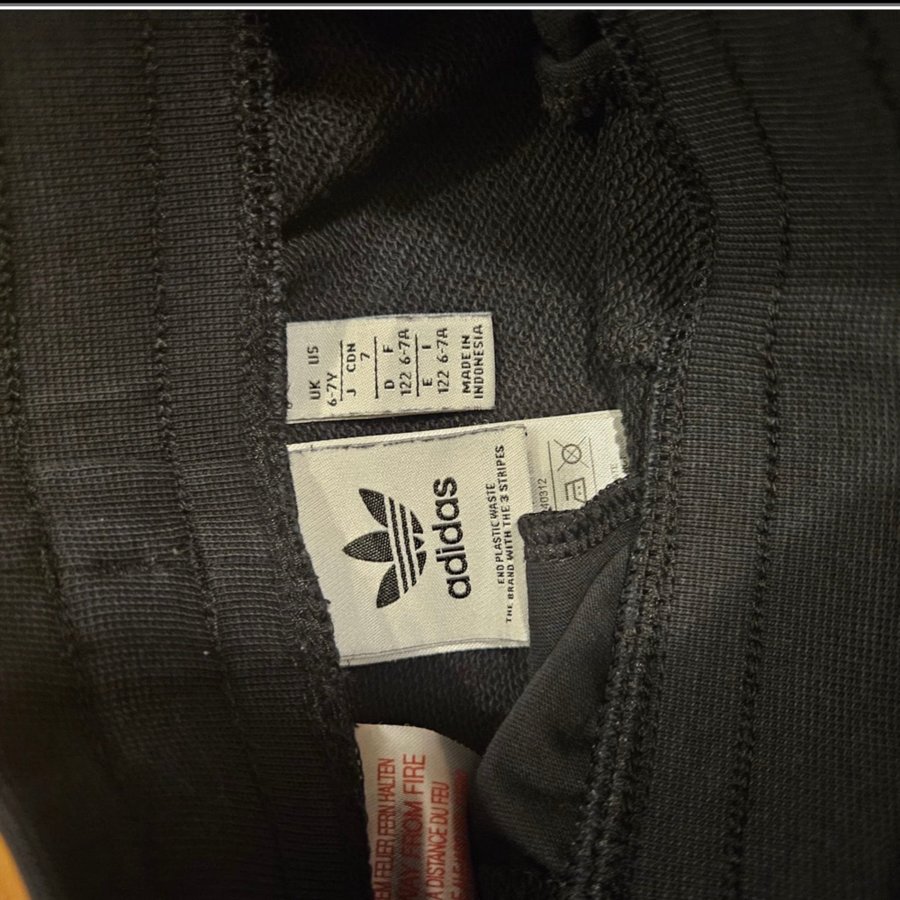 UK US
6-7Y
J CDN
7
D F
122 6-7A
E I
122 6-7A
MADE IN
INDONESIA
adidas
END PLASTIC WASTE
THE BRAND WITH THE 3 STRIPES
40312
FEUER FERN HALTEN
FROM FIRE
A DISTANCE DU FEU